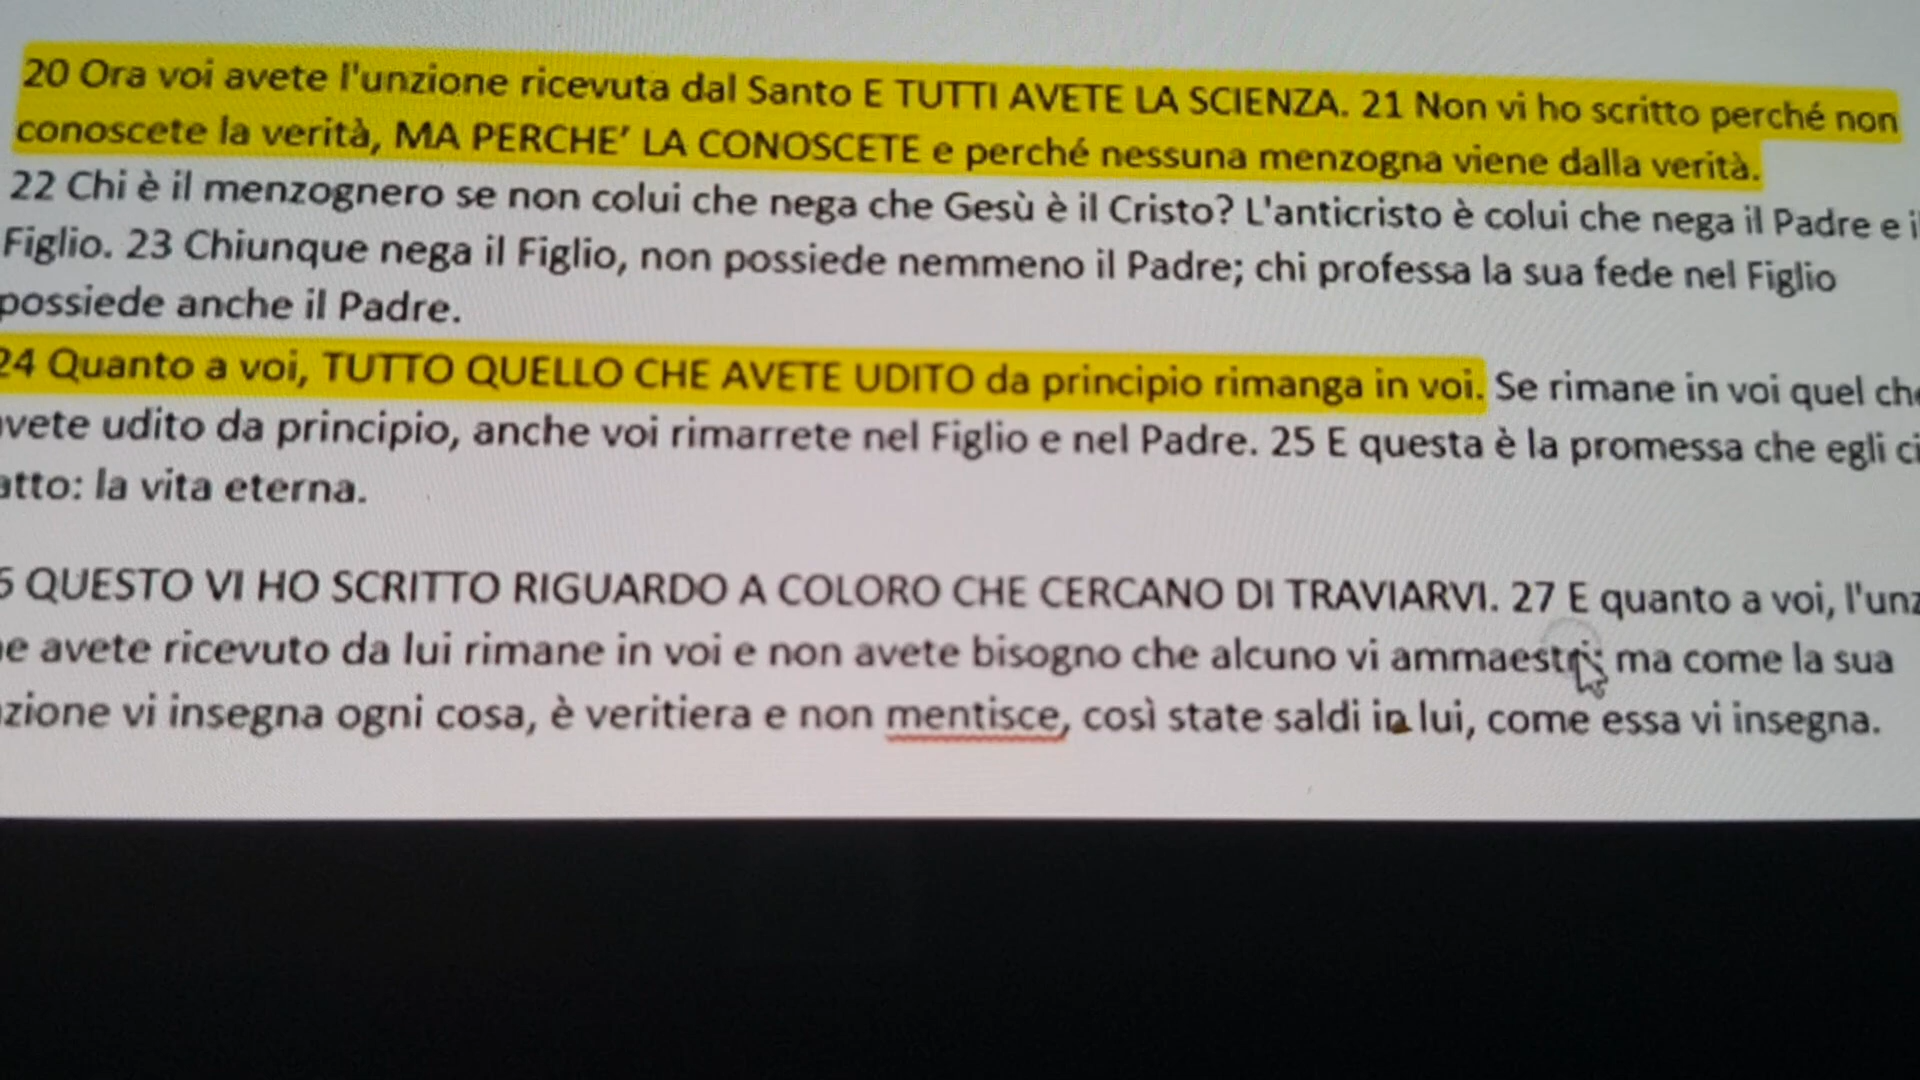 20 Ora voi avete l'unzione ricevuta dal Santo E TUTTI AVETE LA SCIENZA. 21 Non vi ho scritto perché non
conoscete la verità, MA PERCHE’ LA CONOSCETE e perché nessuna menzogna viene dalla verità.
22 Chi è il menzognero se non colui che nega che Gesù è il Cristo? L'anticristo è colui che nega il Padre e i
Figlio. 23 Chiunque nega il Figlio, non possiede nemmeno il Padre; chi professa la sua fede nel Figlio
possiede anche il Padre.
24 Quanto a voi, TUTTO QUELLO CHE AVETE UDITO da principio rimanga in voi. Se rimane in voi quel che
vete udito da principio, anche voi rimarrete nel Figlio e nel Padre. 25 E questa è la promessa che egli ci
atto: la vita eterna.
6 QUESTO VI HO SCRITTO RIGUARDO A COLORO CHE CERCANO DI TRAVIARVI. 27 E quanto a voi, l'unz
e avete ricevuto da lui rimane in voi e non avete bisogno che alcuno vi ammaestri; ma come la sua
zione vi insegna ogni cosa, è veritiera e non mentisce, così state saldi in lui, come essa vi insegna.